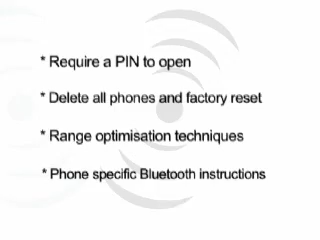 * Require a PIN to open
* Delete all phones and factory reset
* Range optimisation techniques
* Phone specific Bluetooth instructions